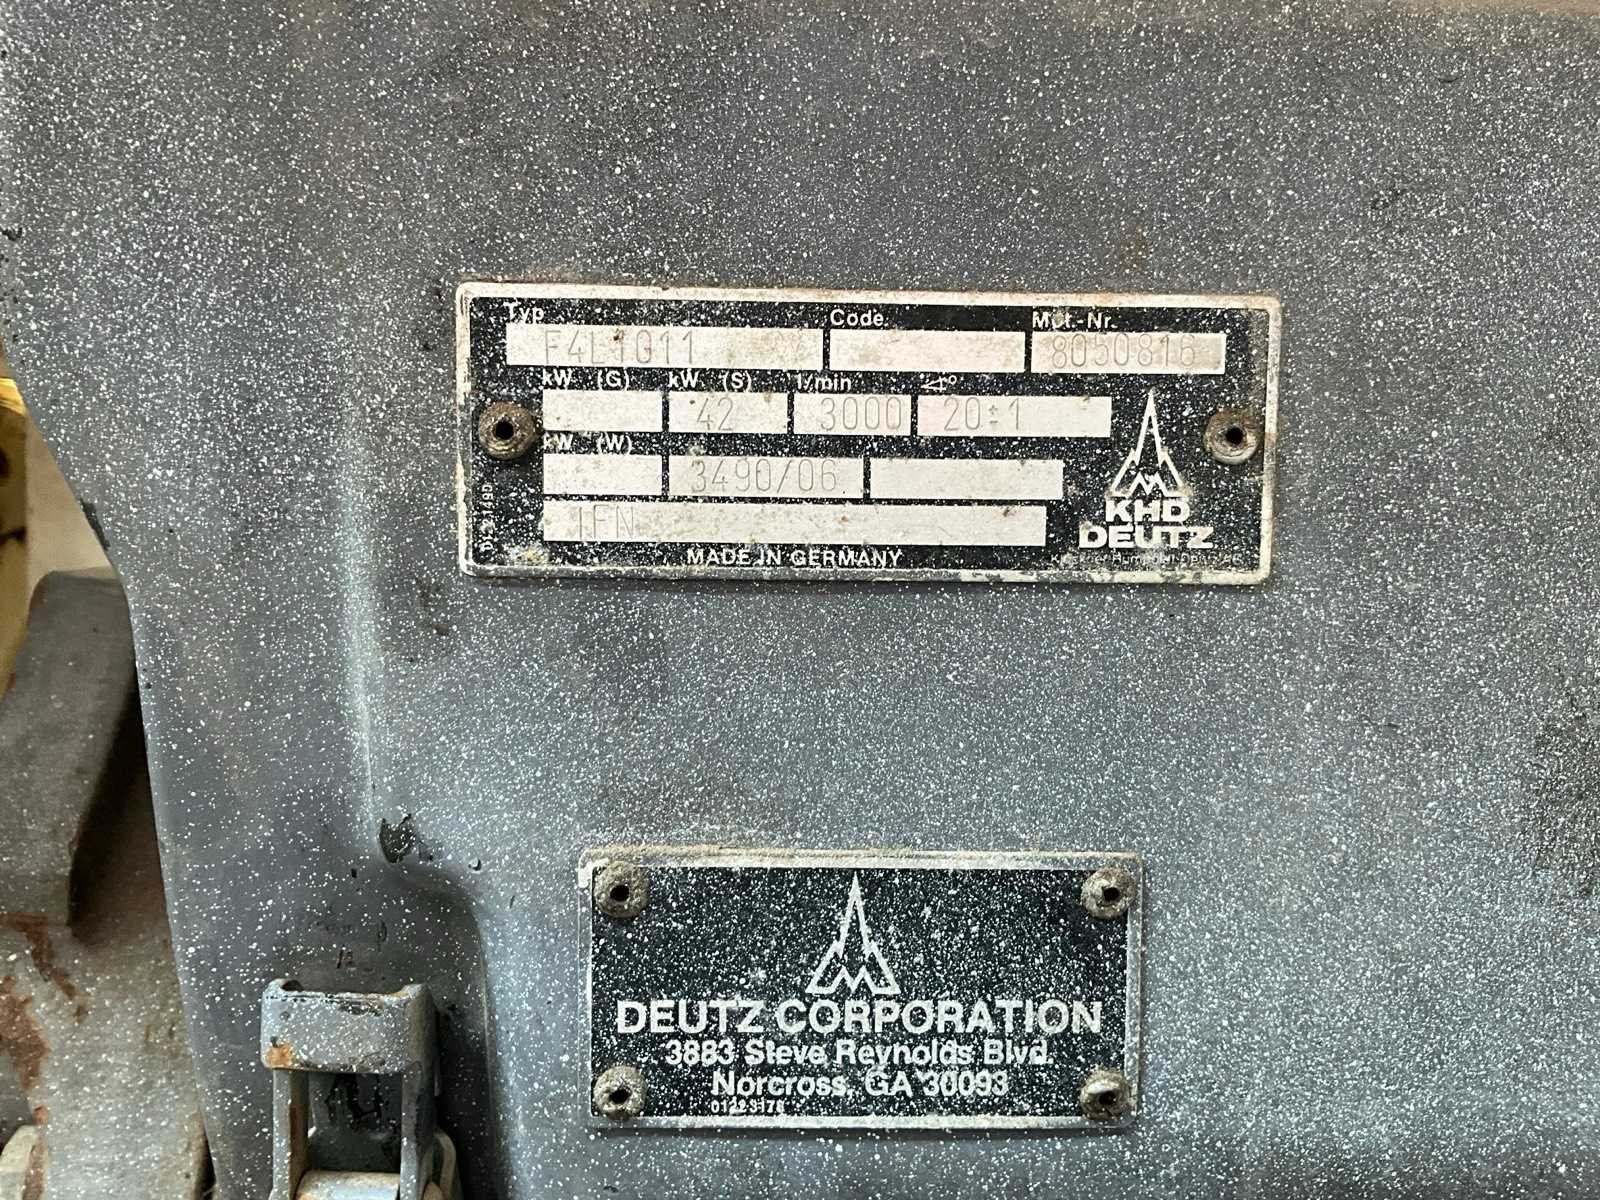 Typ Code Mot.-Nr.
F4L1011 8050816
kW (G) kW (S) 1/min °
42 3000 20±1
kW (W)
3490/06
IFN
MADE IN GERMANY
KHD
DEUTZ
DEUTZ CORPORATION
3883 Steve Reynolds Blvd.
Norcross, GA 30093